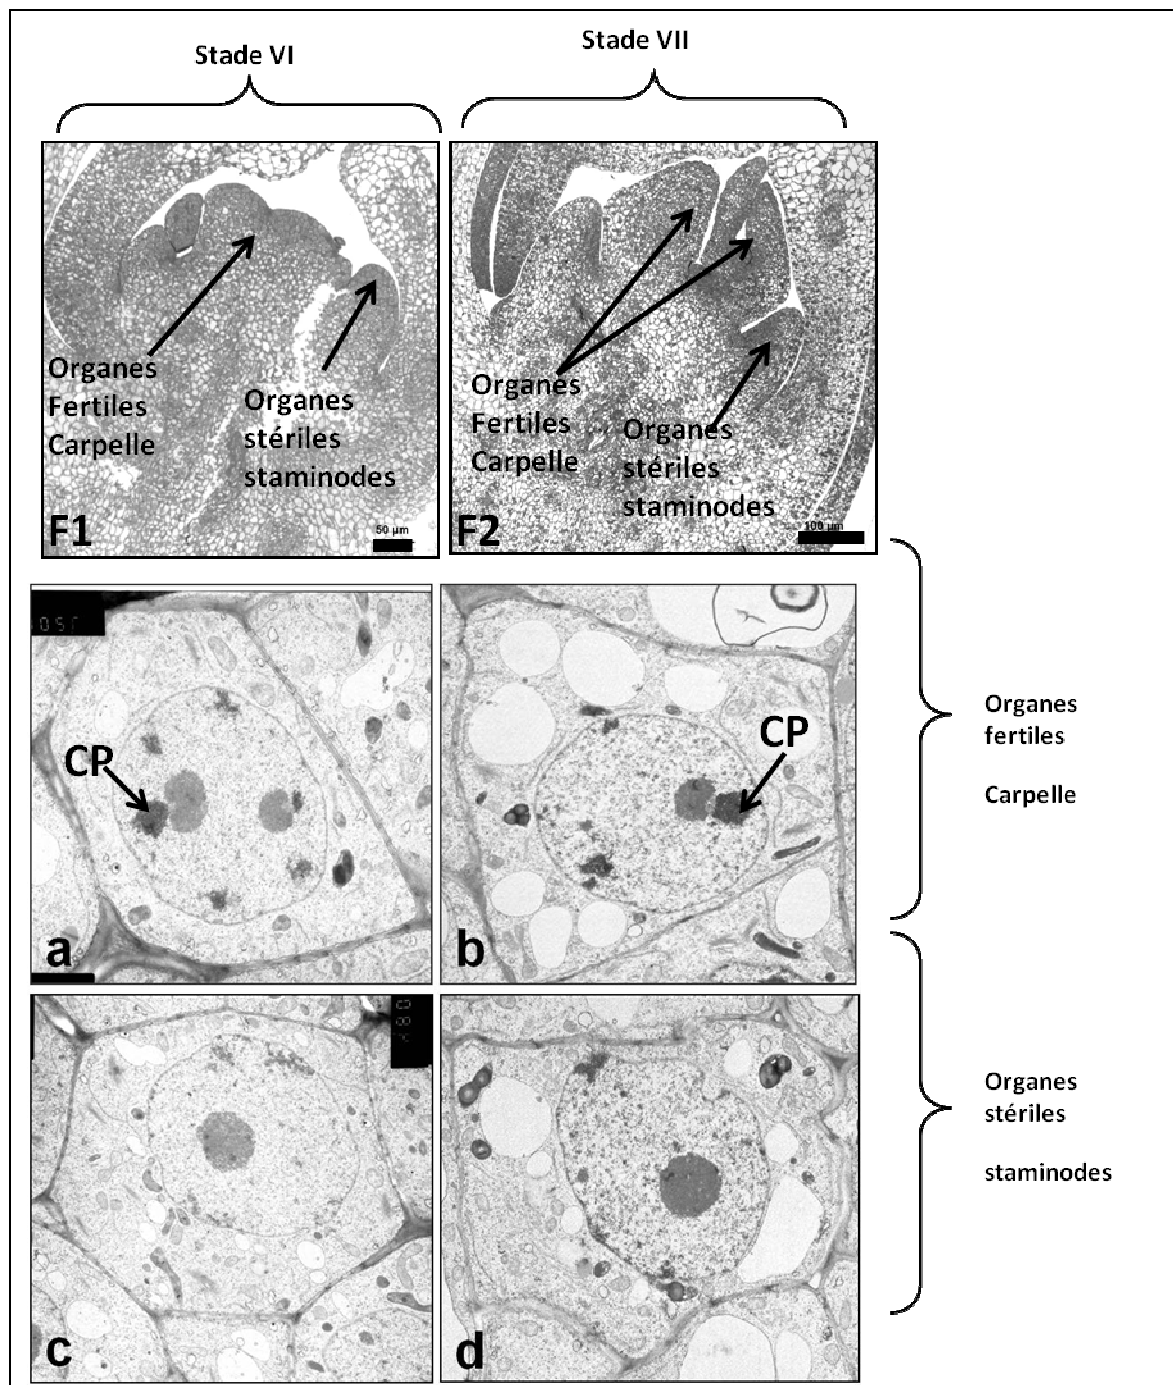 Stade VI
Stade VII
Organes
Fertiles
Carpelle
Organes
stériles
staminodes
F1
50 µm
Organes
Fertiles
Carpelle
Organes
stériles
staminodes
F2
100 µm
CP
a
CP
b
Organes
fertiles
Carpelle
c
d
Organes
stériles
staminodes